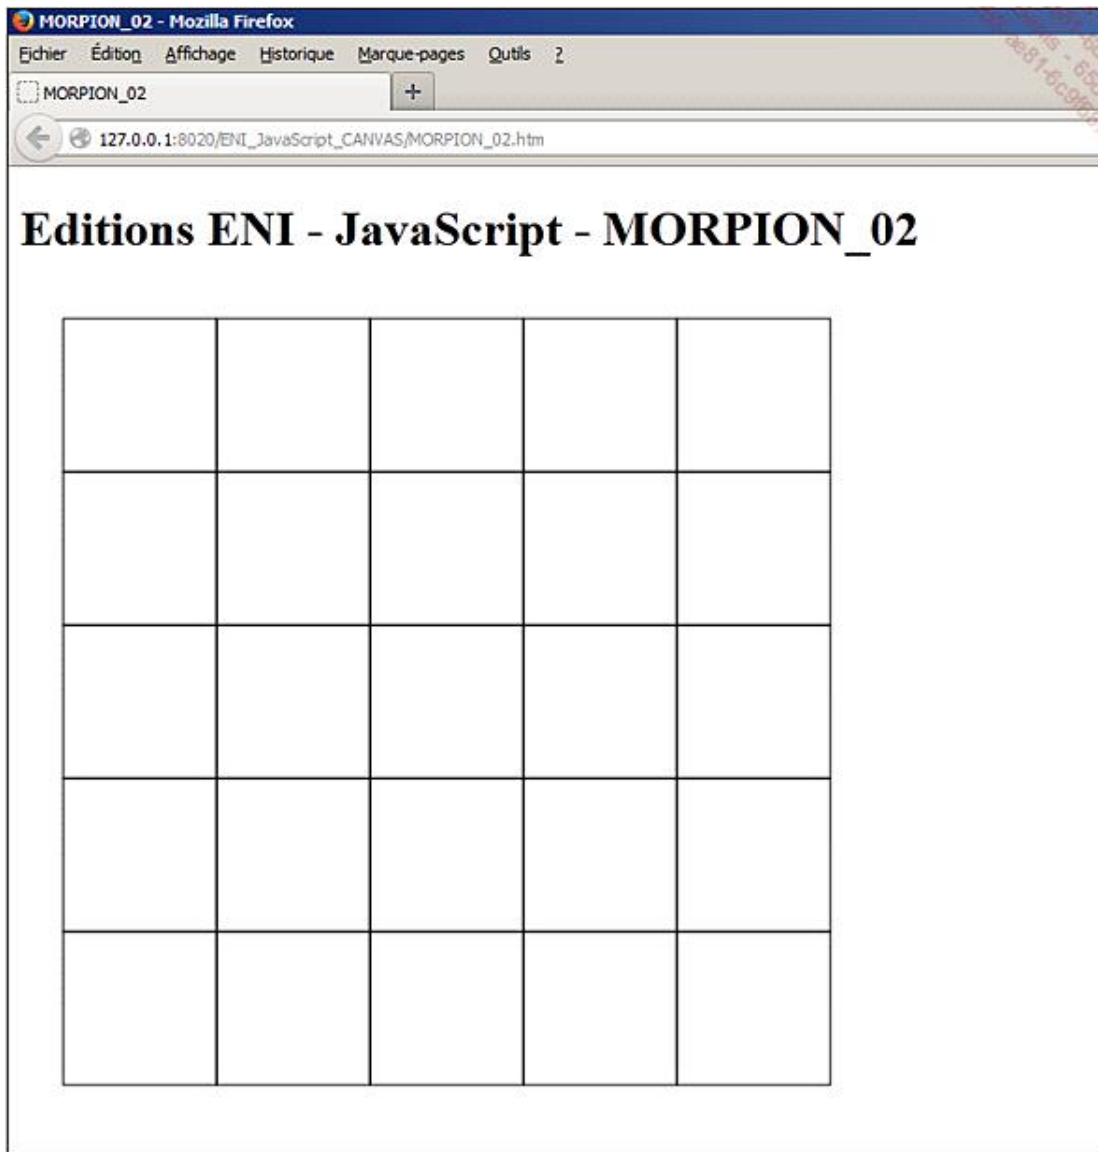 MORPION_02 - Mozilla Firefox
Fichier Édition Affichage Historique Marque-pages Outils ?
MORPION_02 +
127.0.0.1:8020/ENI_JavaScript_CANVAS/MORPION_02.htm
Editions ENI - JavaScript - MORPION_02